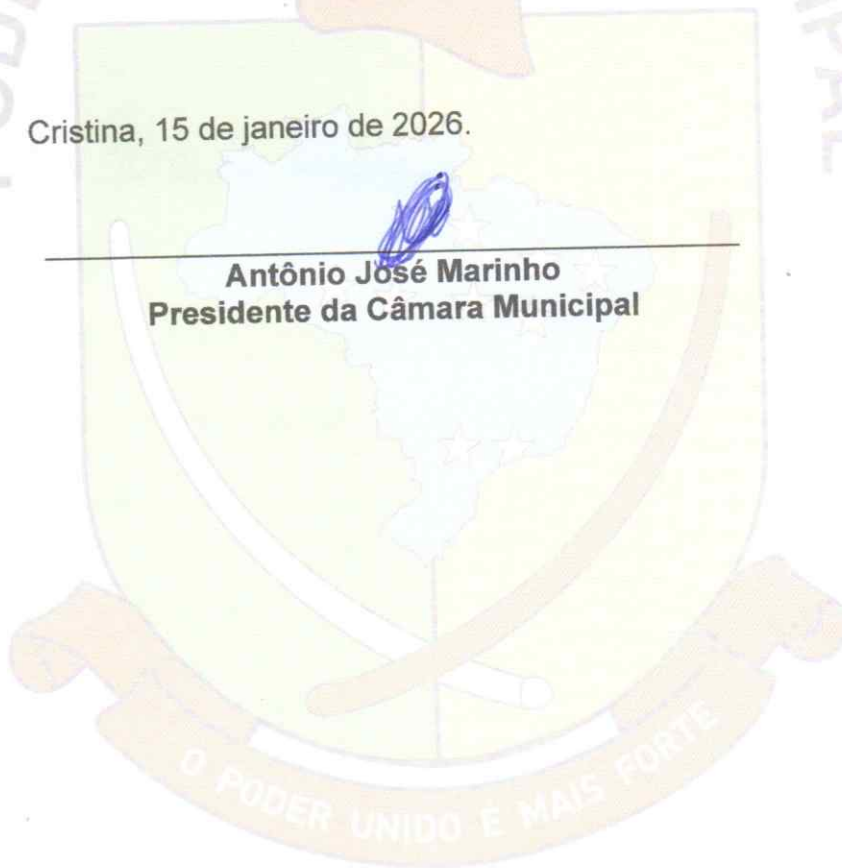 Cristina, 15 de janeiro de 2026.
Antônio José Marinho
Presidente da Câmara Municipal
O PODER UNIDO É MAIS FORTE